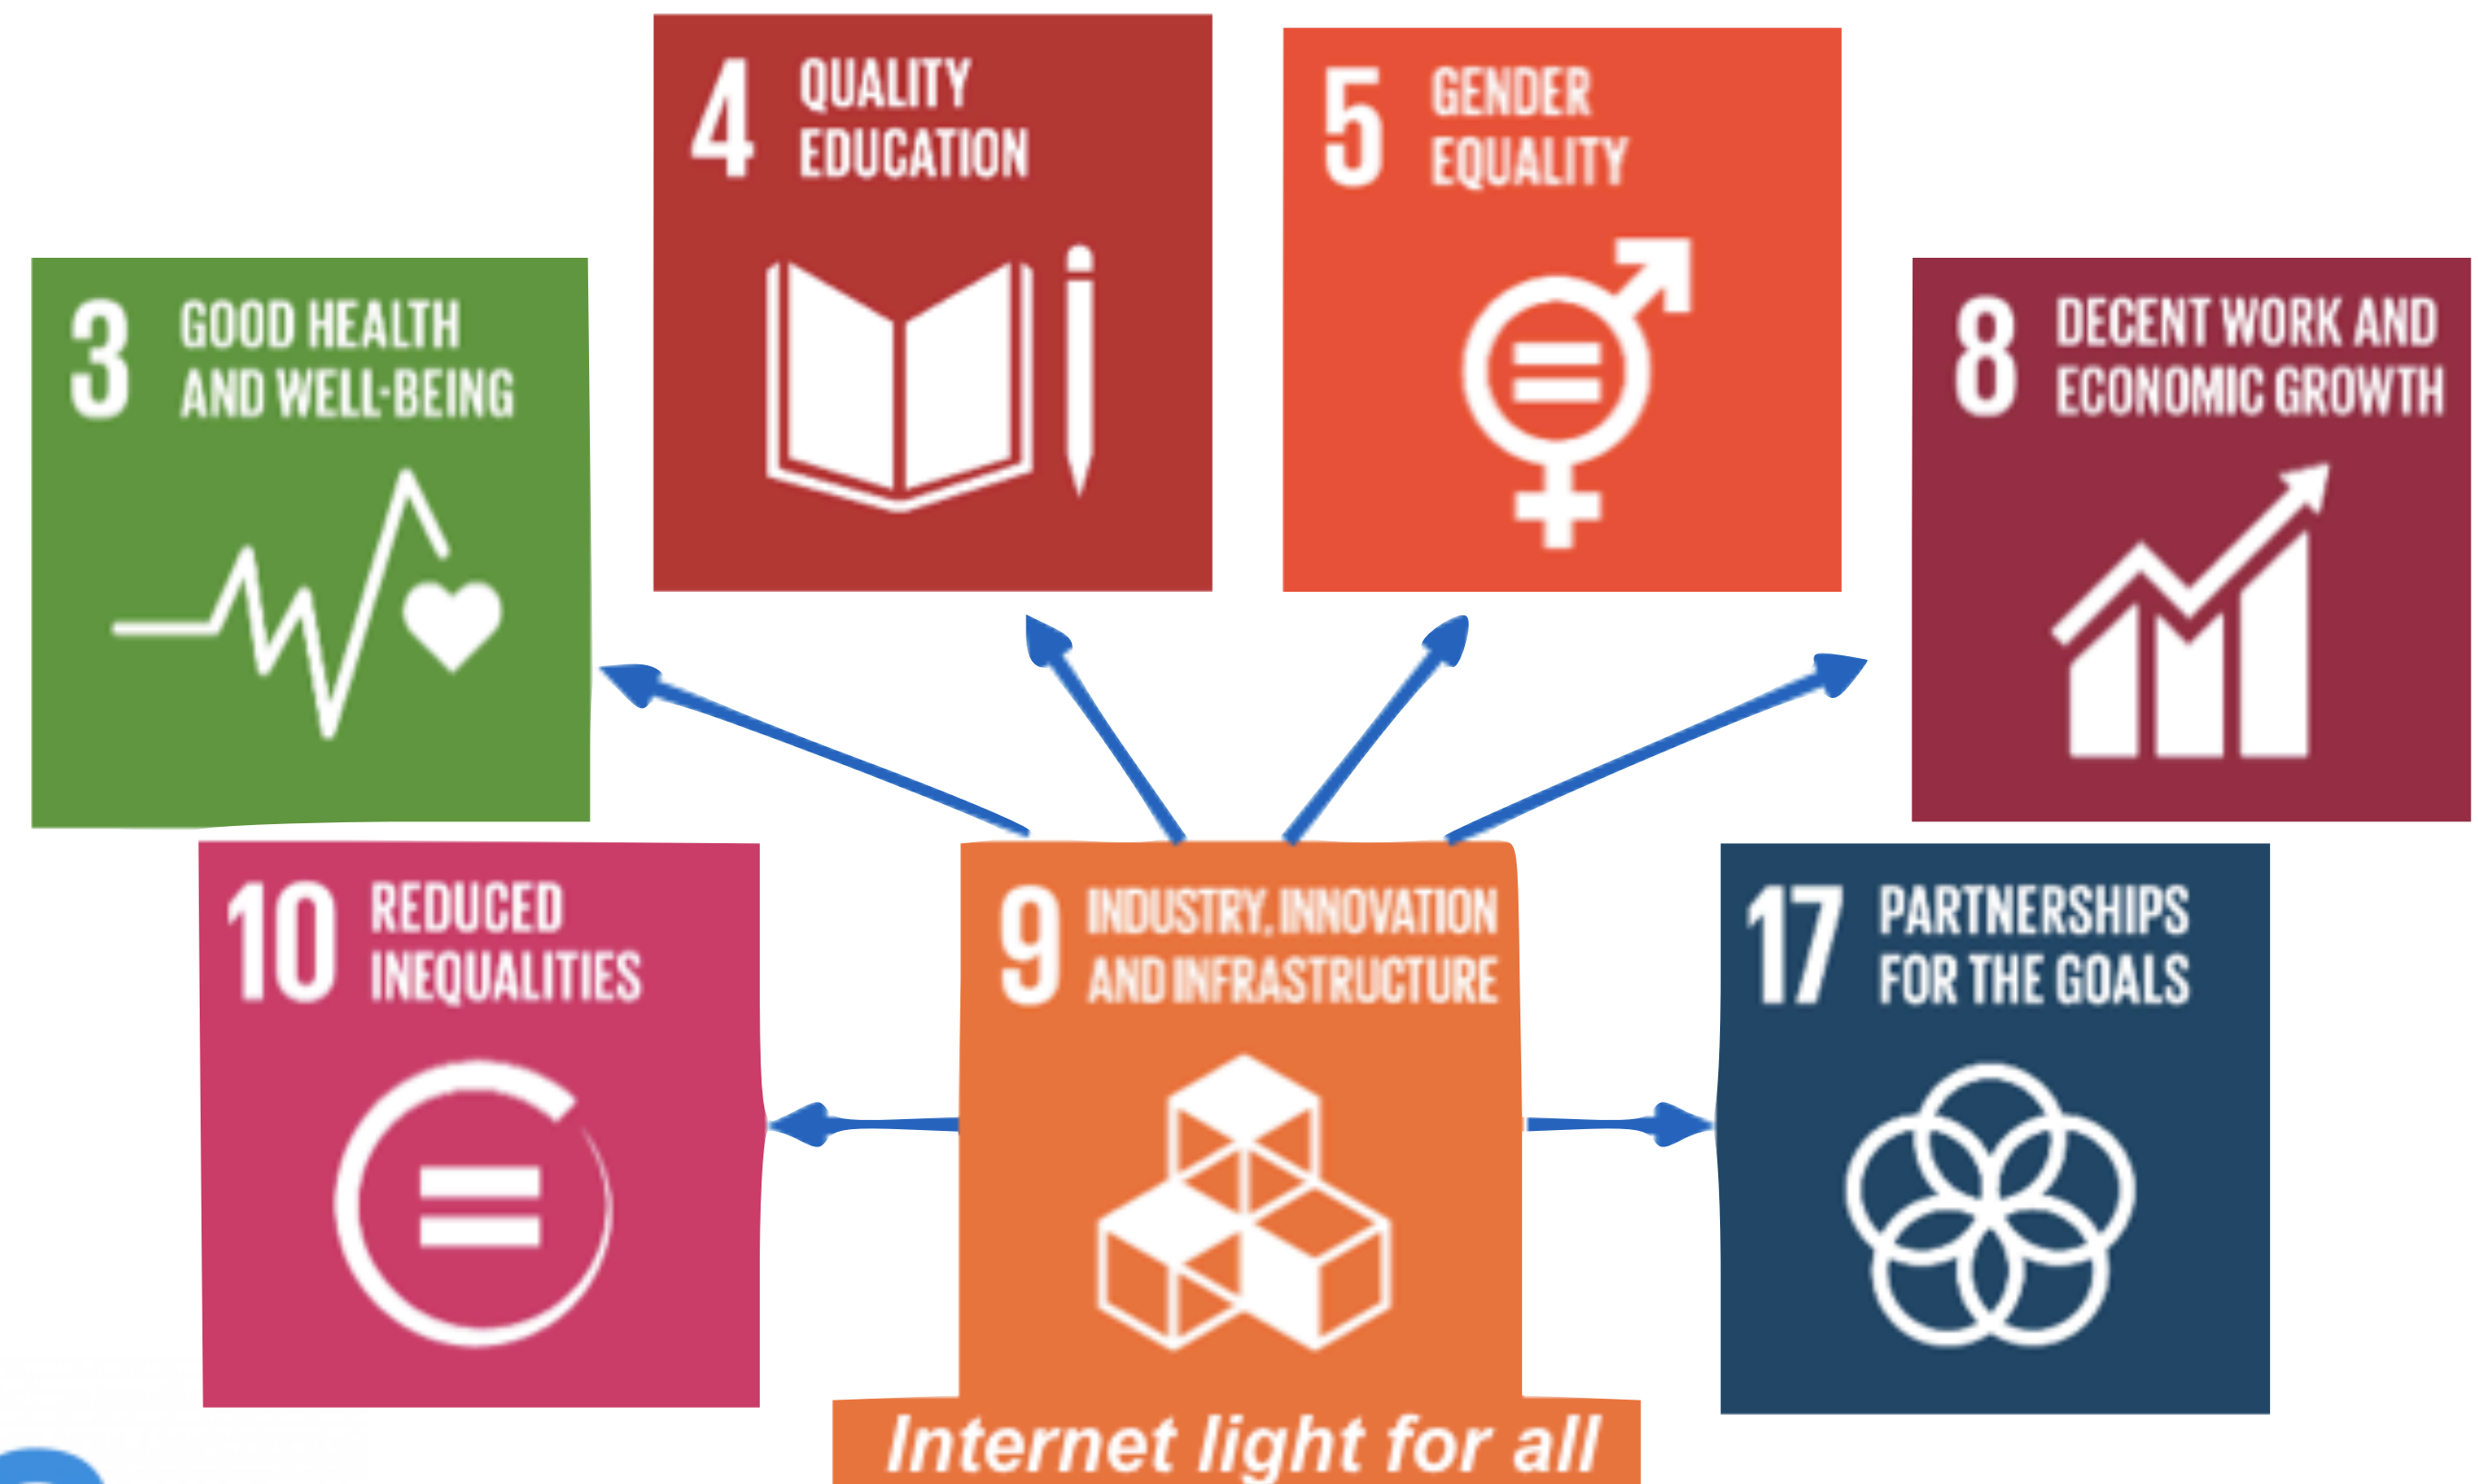 4 QUALITY
EDUCATION
5 GENDER
EQUALITY
3 GOOD HEALTH
AND WELL-BEING
8 DECENT WORK AND
ECONOMIC GROWTH
10 REDUCED
INEQUALITIES
9 INDUSTRY, INNOVATION
AND INFRASTRUCTURE
17 PARTNERSHIPS
FOR THE GOALS
Internet light for all